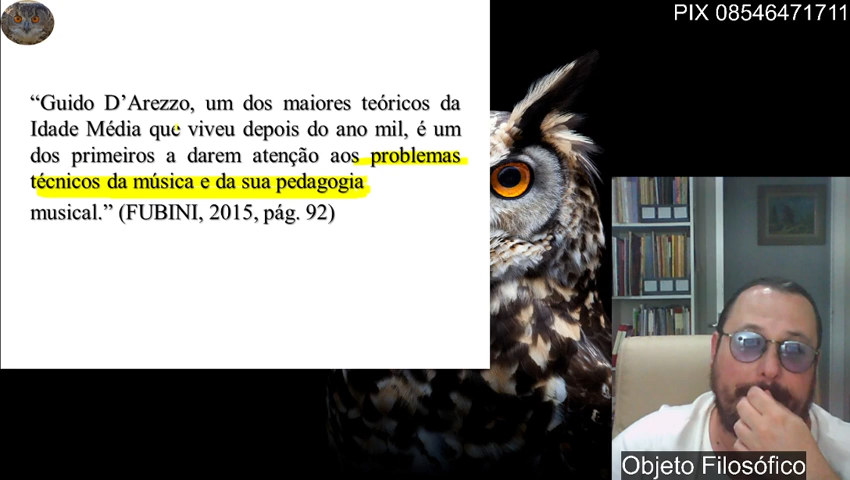 PIX 08546471711
“Guido D’Arezzo, um dos maiores teóricos da
Idade Média que viveu depois do ano mil, é um
dos primeiros a darem atenção aos problemas
técnicos da música e da sua pedagogia
musical.” (FUBINI, 2015, pág. 92)
Objeto Filosófico